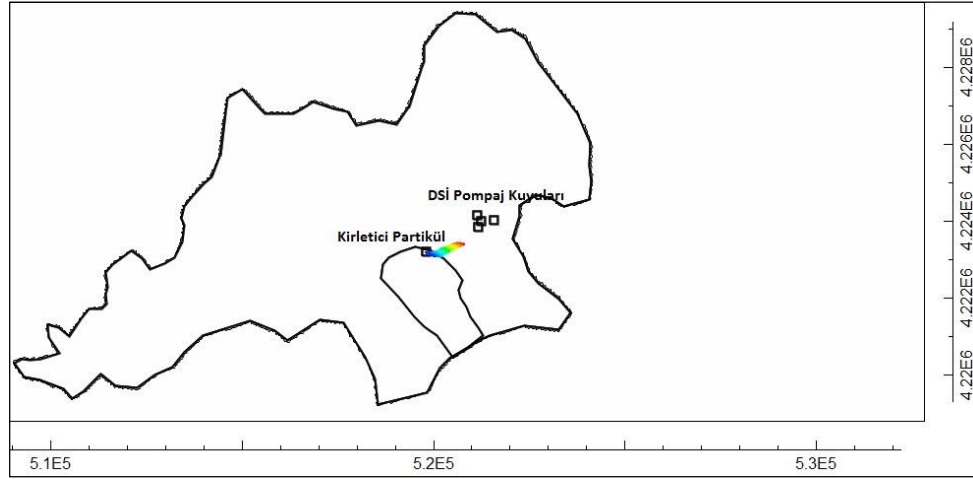 DSİ Pompaj Kuyuları
Kirletici Partikül
4.228E6
4.226E6
4.224E6
4.222E6
4.22E6
5.1E5
5.2E5
5.3E5